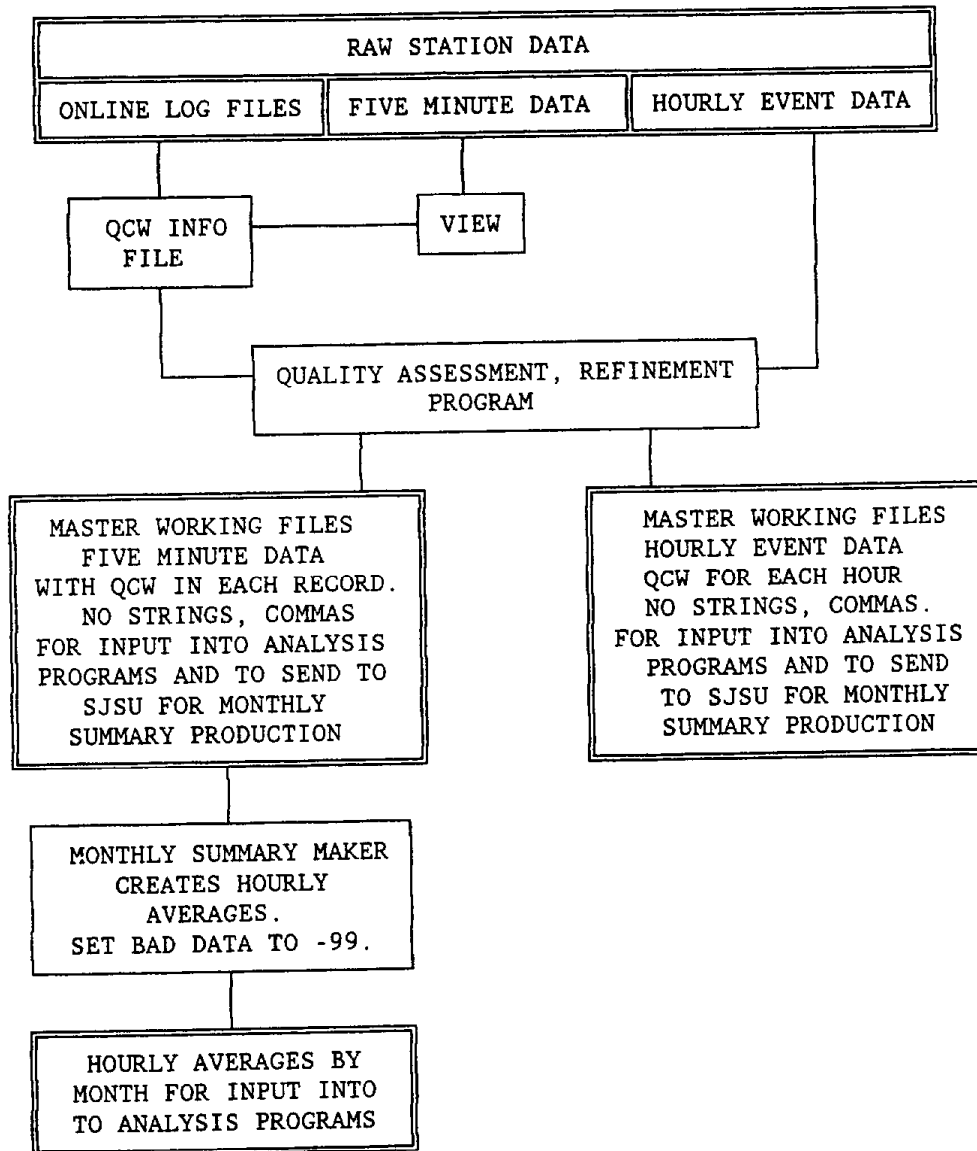 RAW STATION DATA
ONLINE LOG FILES
FIVE MINUTE DATA
HOURLY EVENT DATA
QCW INFO
FILE
VIEW
QUALITY ASSESSMENT, REFINEMENT
PROGRAM
MASTER WORKING FILES
FIVE MINUTE DATA
WITH QCW IN EACH RECORD.
NO STRINGS, COMMAS
FOR INPUT INTO ANALYSIS
PROGRAMS AND TO SEND TO
SJSU FOR MONTHLY
SUMMARY PRODUCTION
MASTER WORKING FILES
HOURLY EVENT DATA
QCW FOR EACH HOUR
NO STRINGS, COMMAS.
FOR INPUT INTO ANALYSIS
PROGRAMS AND TO SEND
TO SJSU FOR MONTHLY
SUMMARY PRODUCTION
MONTHLY SUMMARY MAKER
CREATES HOURLY
AVERAGES.
SET BAD DATA TO -99.
HOURLY AVERAGES BY
MONTH FOR INPUT INTO
TO ANALYSIS PROGRAMS